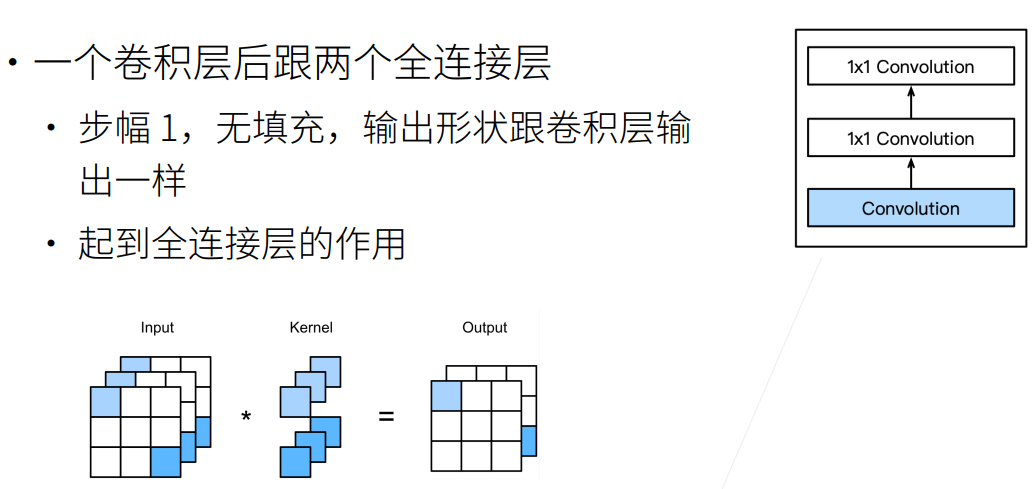 • 一个卷积层后跟两个全连接层
• 步幅 1，无填充，输出形状跟卷积层输
出一样
• 起到全连接层的作用
1x1 Convolution
1x1 Convolution
Convolution
Input Kernel Output
* =